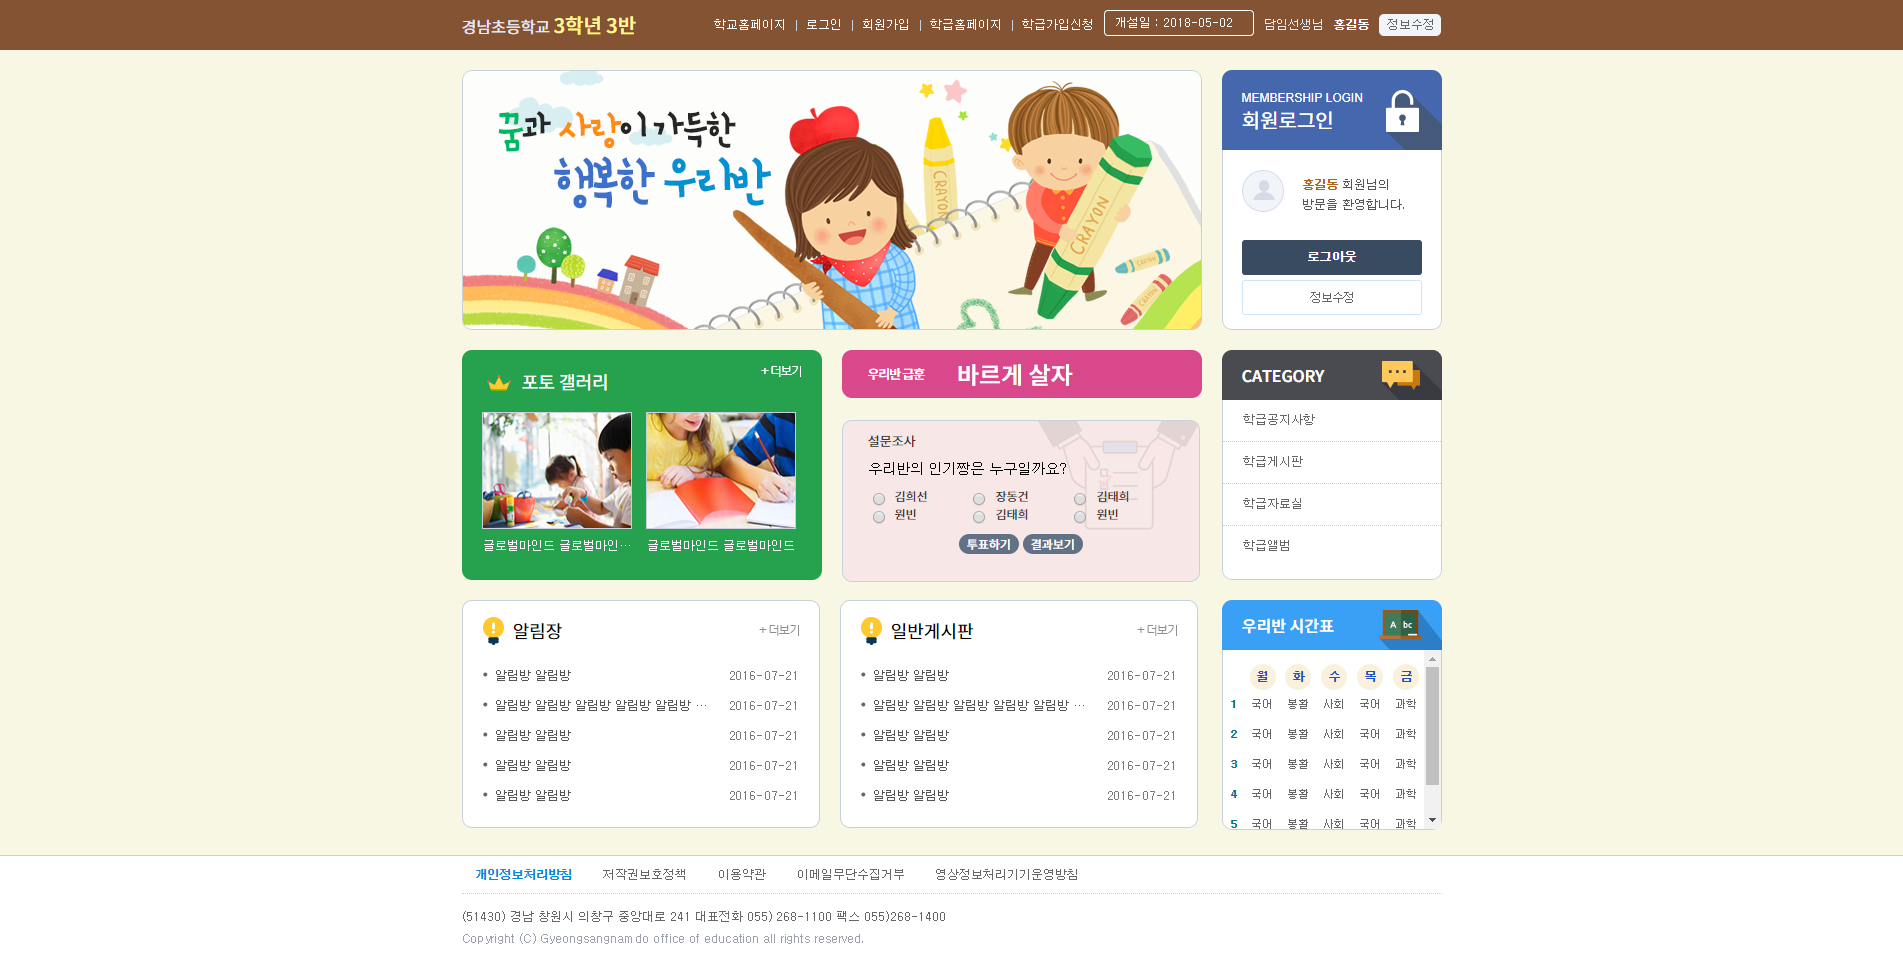 경남초등학교 3학년 3반
학교홈페이지 | 로그인 | 회원가입 | 학급홈페이지 | 학급가입신청 개설일 : 2018-05-02 담임선생님 홍길동 정보수정
꿈과 사랑이 가득한
행복한 우리반
CRAYON
CRAYON
CRAYON
CRAYON
MEMBERSHIP LOGIN
회원로그인
홍길동 회원님의
방문을 환영합니다.
로그아웃
정보수정
포토 갤러리
+ 더보기
글로벌마인드 글로벌마인… 글로벌마인드 글로벌마인드
우리반 급훈 바르게 살자
설문조사
우리반의 인기짱은 누구일까요?
김희선 장동건 김태희
원빈 김태희 원빈
투표하기 결과보기
CATEGORY
학급공지사항
학급게시판
학급자료실
학급앨범
알림장 + 더보기
• 알림방 알림방 2016-07-21
• 알림방 알림방 알림방 알림방 알림방 … 2016-07-21
• 알림방 알림방 2016-07-21
• 알림방 알림방 2016-07-21
• 알림방 알림방 2016-07-21
일반게시판 + 더보기
• 알림방 알림방 2016-07-21
• 알림방 알림방 알림방 알림방 알림방 … 2016-07-21
• 알림방 알림방 2016-07-21
• 알림방 알림방 2016-07-21
• 알림방 알림방 2016-07-21
우리반 시간표
A bc
월 화 수 목 금
1 국어 봉활 사회 국어 과학
2 국어 봉활 사회 국어 과학
3 국어 봉활 사회 국어 과학
4 국어 봉활 사회 국어 과학
5 국어 봉활 사회 국어 과학
개인정보처리방침 저작권보호정책 이용약관 이메일무단수집거부 영상정보처리기기운영방침
(51430) 경남 창원시 의창구 중앙대로 241 대표전화 055) 268-1100 팩스 055)268-1400
Copyright (C) Gyeongsangnamdo office of education all rights reserved.